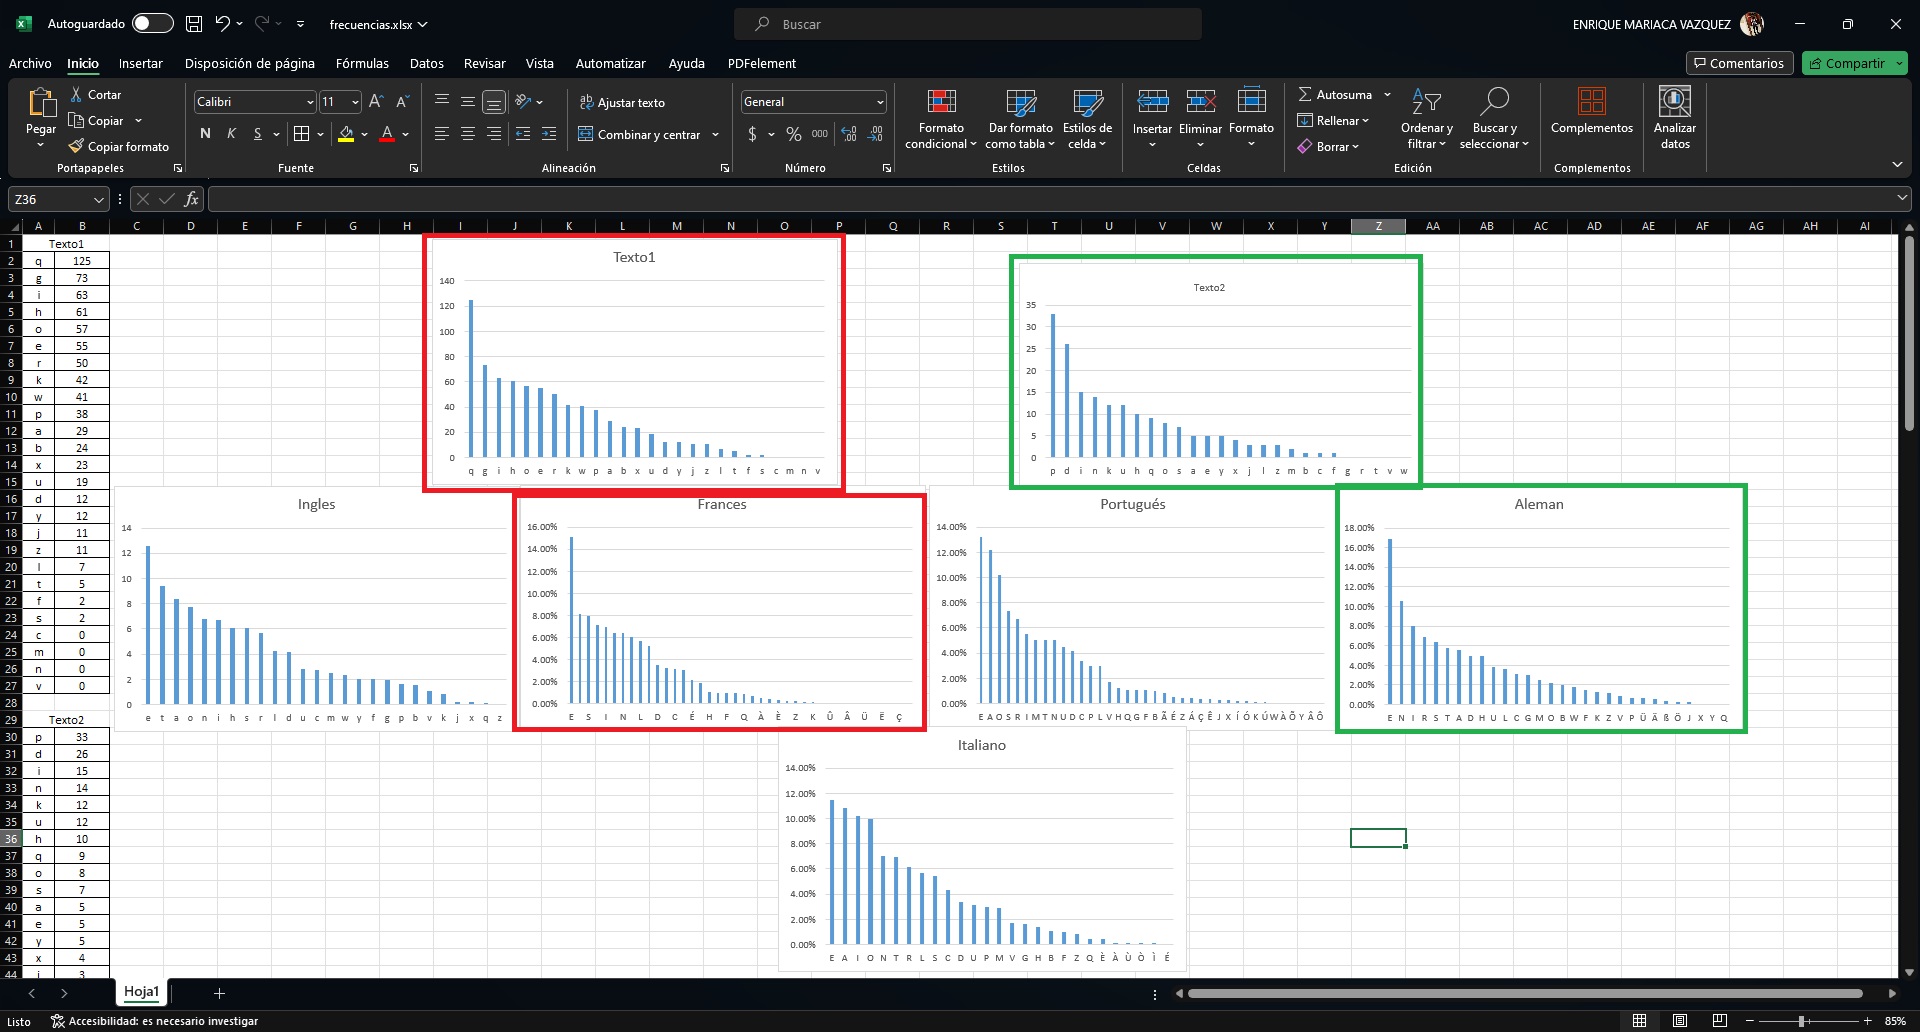 Autoguardado
frecuencias.xlsx
Buscar
ENRIQUE MARIACA VAZQUEZ
Archivo Inicio Insertar Disposición de página Fórmulas Datos Revisar Vista Automatizar Ayuda PDFelement
Comentarios
Compartir
Pegar
Cortar
Copiar
Copiar formato
Portapapeles
Calibri 11
N K S
Fuente
Ajustar texto
Combinar y centrar
Alineación
General
$ % 000
Número
Formato condicional
Dar formato como tabla
Estilos de celda
Estilos
Insertar
Eliminar
Formato
Celdas
Autosuma
Rellenar
Borrar
Ordenar y filtrar
Buscar y seleccionar
Edición
Complementos
Complementos
Analizar datos
Z36
fx
A B C D E F G H I J K L M N O P Q R S T U V W X Y Z AA AB AC AD AE AF AG AH AI
1 Texto1
2 q 125
3 g 73
4 i 63
5 h 61
6 o 57
7 e 55
8 r 50
9 k 42
10 w 41
11 p 38
12 a 29
13 b 24
14 x 23
15 u 19
16 d 12
17 y 12
18 j 11
19 z 11
20 l 7
21 t 5
22 f 2
23 s 2
24 c 0
25 m 0
26 n 0
27 v 0
28
29 Texto2
30 p 33
31 d 26
32 i 15
33 n 14
34 k 12
35 u 12
36 h 10
37 q 9
38 o 8
39 s 7
40 a 5
41 e 5
42 y 5
43 x 4
44 j 3
Texto1
140
120
100
80
60
40
20
0
q g i h o e r k w p a b x u d y j z l t f s c m n v
Texto2
35
30
25
20
15
10
5
0
p d i n k u h q o s a e y x j l z m b c f g r t v w
Ingles
14
12
10
8
6
4
2
0
e t a o n i h s r l d u c m w y f g p b v k j x q z
Frances
16.00%
14.00%
12.00%
10.00%
8.00%
6.00%
4.00%
2.00%
0.00%
E S I N L D C É H F Q À È Z K Û Â Ü Ë Ç
Portugués
14.00%
12.00%
10.00%
8.00%
6.00%
4.00%
2.00%
0.00%
E A O S R I M T N U D C P L V H Q G F B Ã É Z Á Ç Ê J X Í Ó K Ú W À Õ Y Â Ô
Aleman
18.00%
16.00%
14.00%
12.00%
10.00%
8.00%
6.00%
4.00%
2.00%
0.00%
E N I R S T A D H U L C G M O B W F K Z V P Ü Ä ß Ö J X Y Q
Italiano
14.00%
12.00%
10.00%
8.00%
6.00%
4.00%
2.00%
0.00%
E A I O N T R L S C D U P M V G H B F Z Q È À Ù Ò Ì É
Hoja1
Listo
Accesibilidad: es necesario investigar
85%